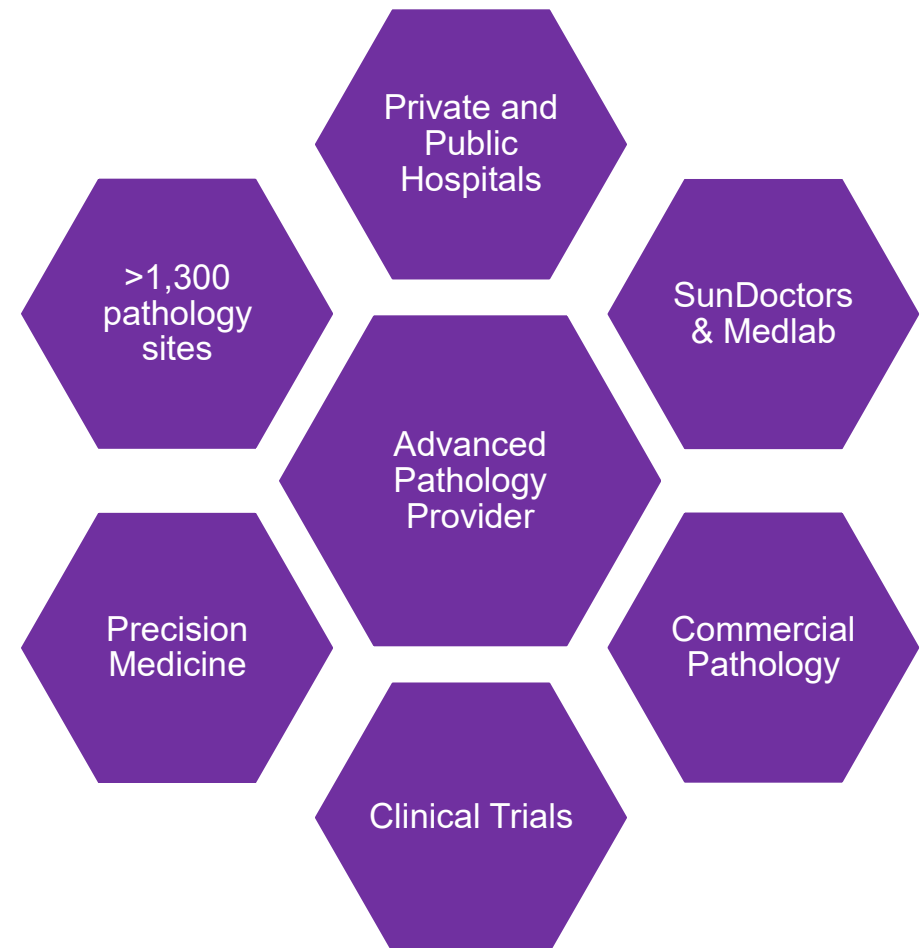 Private and
Public
Hospitals
>1,300
pathology
sites
SunDoctors
& Medlab
Advanced
Pathology
Provider
Precision
Medicine
Commercial
Pathology
Clinical Trials